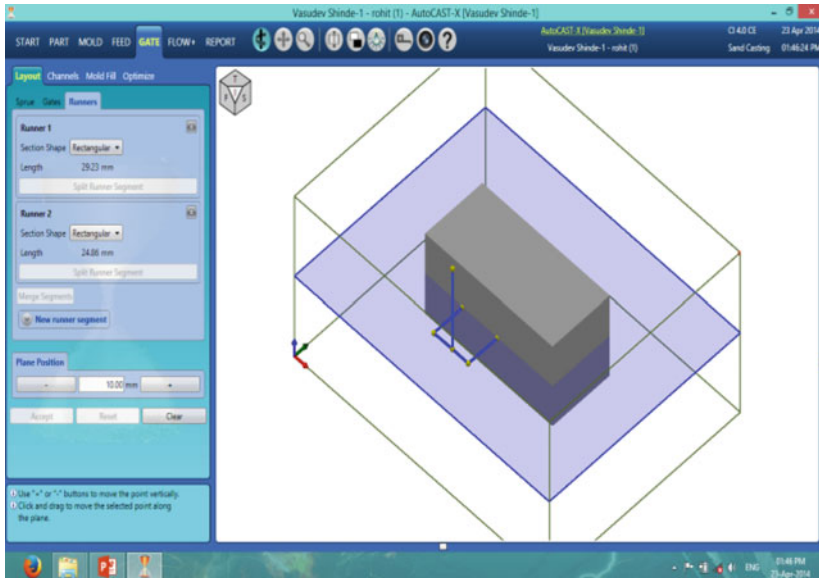 Vasudev Shinde-1 - rohit (1) - AutoCAST-X [Vasudev Shinde-1]
START PART MOLD FEED GATE FLOW+ REPORT
AutoCAST-X [Vasudev Shinde-1]
Vasudev Shinde-1 - rohit (1)
CI 4.0 CE 23 Apr 2014
Sand Casting 01:46:24 PM
Layout Channels Mold Fill Optimize
Sprue Gates Runners
Runner 1
Section Shape Rectangular
Length 29.23 mm
Split Runner Segment
Runner 2
Section Shape Rectangular
Length 24.86 mm
Split Runner Segment
Merge Segments
New runner segment
Plane Position
- 10.00 mm +
Accept Reset Clear
Use "+" or "-" buttons to move the point vertically.
Click and drag to move the selected point along
the plane.
T
P S
ENG 01:46 PM
23-Apr-2014